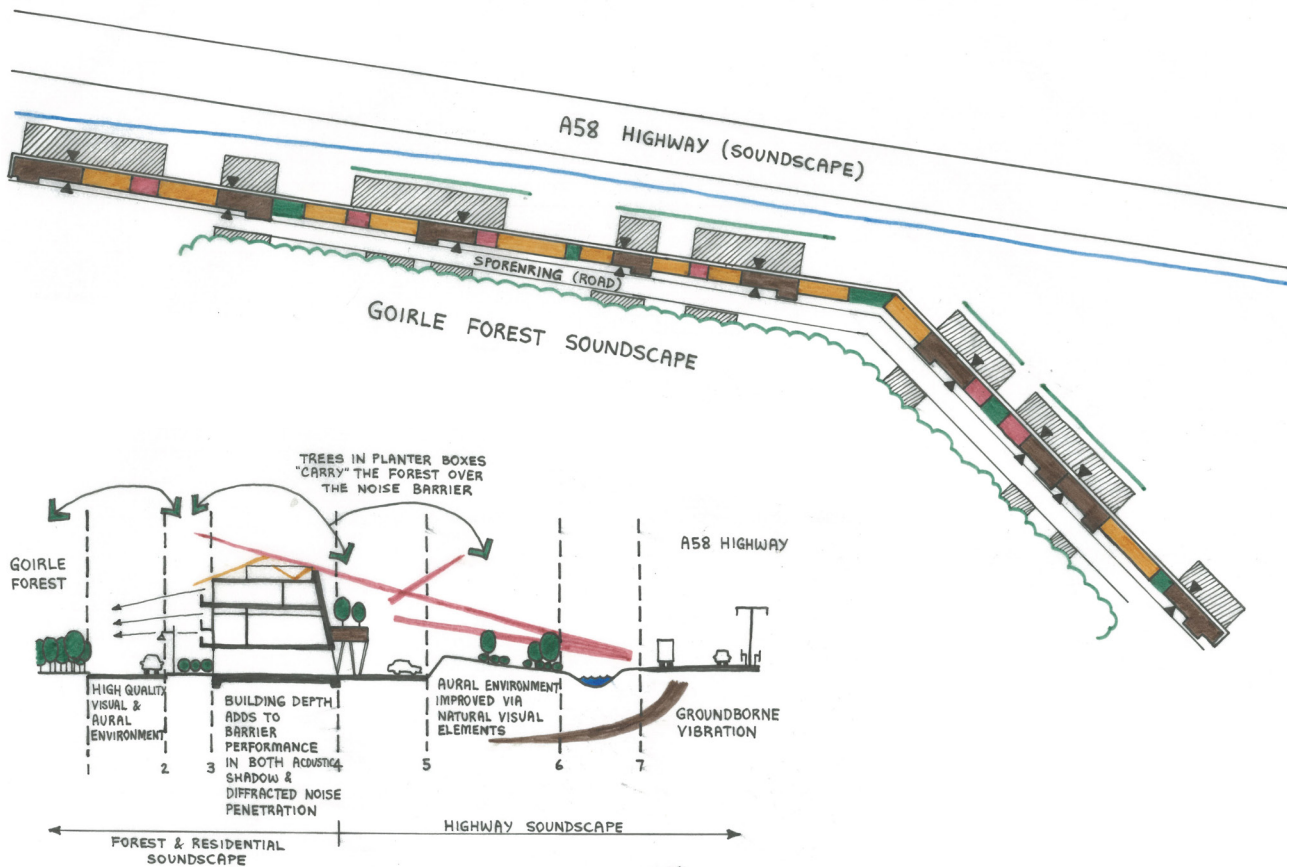 A58 HIGHWAY (SOUNDSCAPE)
SPORENRING (ROAD)
GOIRLE FOREST SOUNDSCAPE
TREES IN PLANTER BOXES
"CARRY" THE FOREST OVER
THE NOISE BARRIER
GOIRLE
FOREST
A58 HIGHWAY
HIGH QUALITY
VISUAL &
AURAL
ENVIRONMENT
BUILDING DEPTH
ADDS TO
BARRIER
PERFORMANCE
IN BOTH ACOUSTIC
SHADOW &
DIFFRACTED NOISE
PENETRATION
AURAL ENVIRONMENT
IMPROVED VIA
NATURAL VISUAL
ELEMENTS
GROUNDBORNE
VIBRATION
1 2 3 4 5 6 7
FOREST & RESIDENTIAL
SOUNDSCAPE
HIGHWAY SOUNDSCAPE